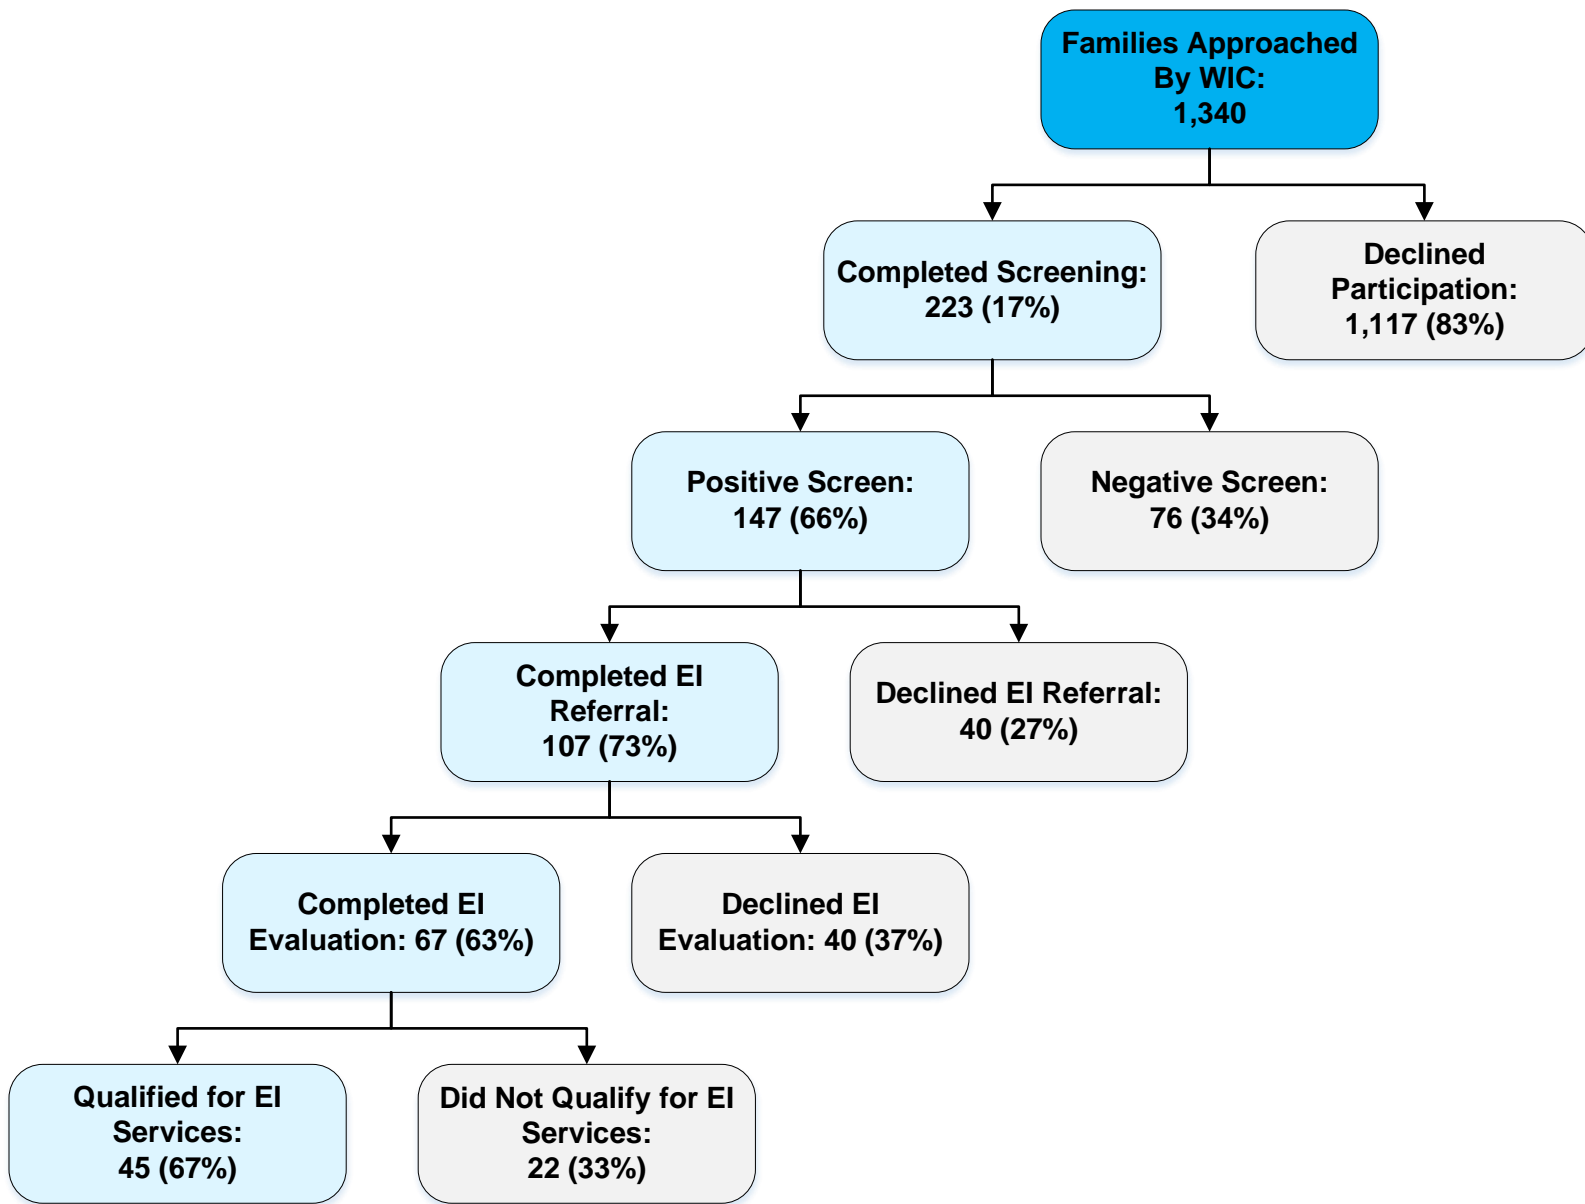 Families Approached
By WIC:
1,340
Completed Screening:
223 (17%)
Declined
Participation:
1,117 (83%)
Positive Screen:
147 (66%)
Negative Screen:
76 (34%)
Completed EI
Referral:
107 (73%)
Declined EI Referral:
40 (27%)
Completed EI
Evaluation: 67 (63%)
Declined EI
Evaluation: 40 (37%)
Qualified for EI
Services:
45 (67%)
Did Not Qualify for EI
Services:
22 (33%)